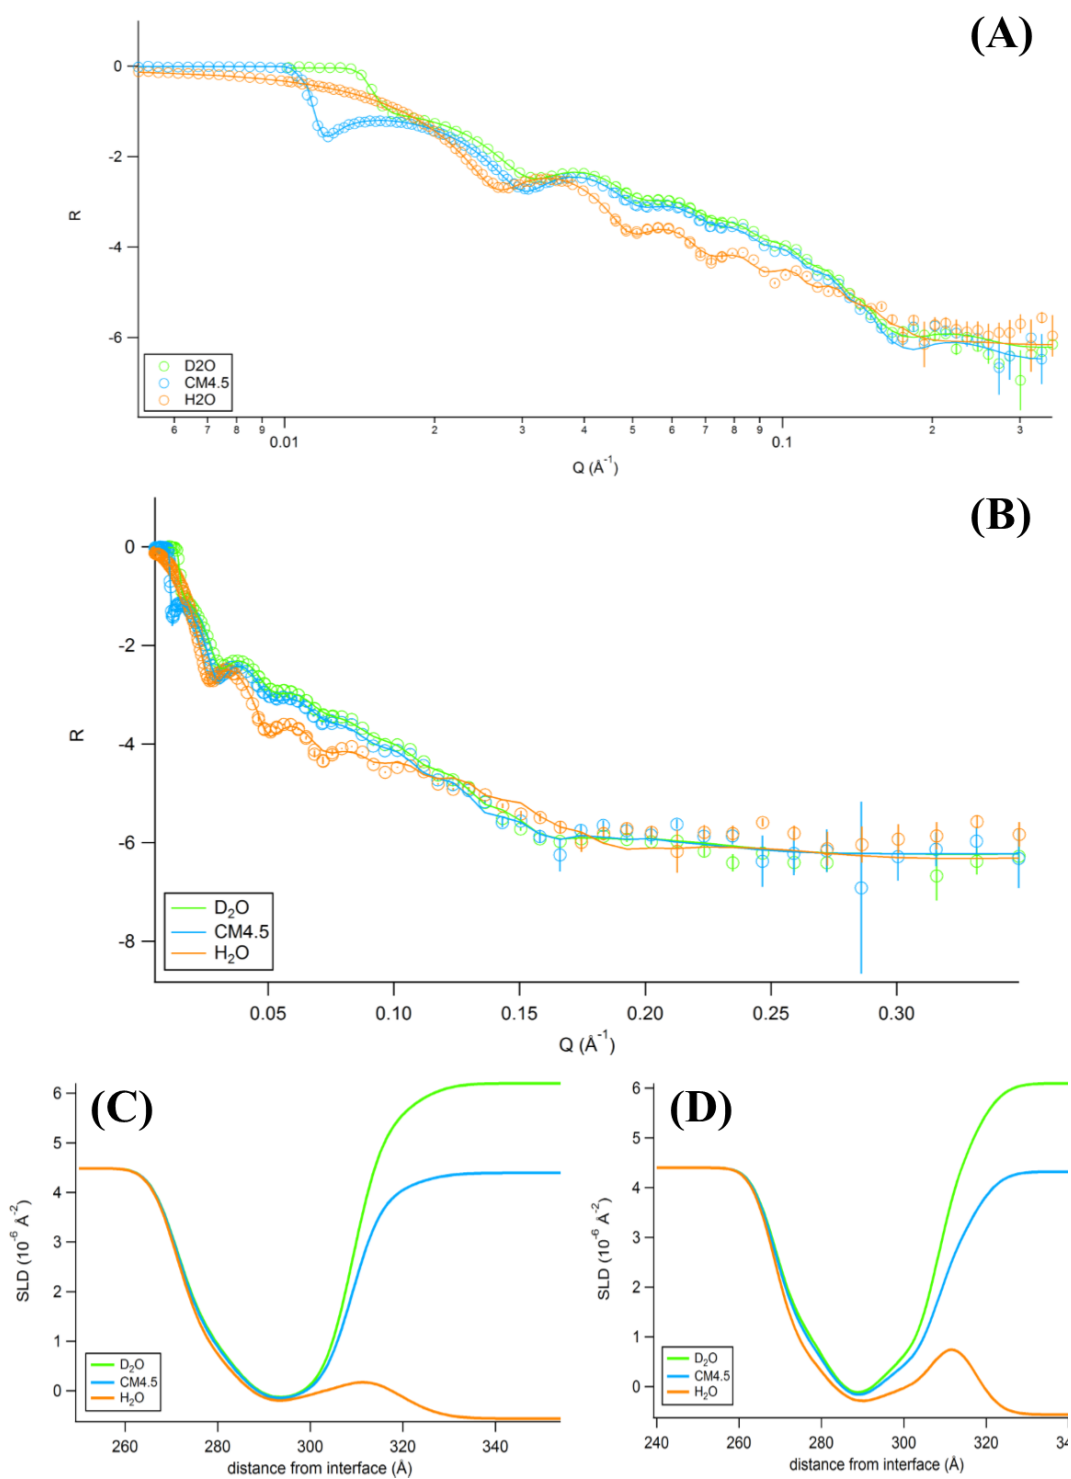 (A)
0
-2
-4
-6
R
D2O
CM4.5
H2O
6 7 8 9 0.01 2 3 4 5 6 7 8 9 0.1 2 3
Q (Å⁻¹)
(B)
0
-2
-4
-6
-8
R
D₂O
CM4.5
H₂O
0.05 0.10 0.15 0.20 0.25 0.30
Q (Å⁻¹)
(C)
6
5
4
3
2
1
0
SLD (10⁻⁶ Å⁻²)
D₂O
CM4.5
H₂O
260 280 300 320 340
distance from interface (Å)
(D)
6
5
4
3
2
1
0
SLD (10⁻⁶ Å⁻²)
D₂O
CM4.5
H₂O
240 260 280 300 320 340
distance from interface (Å)